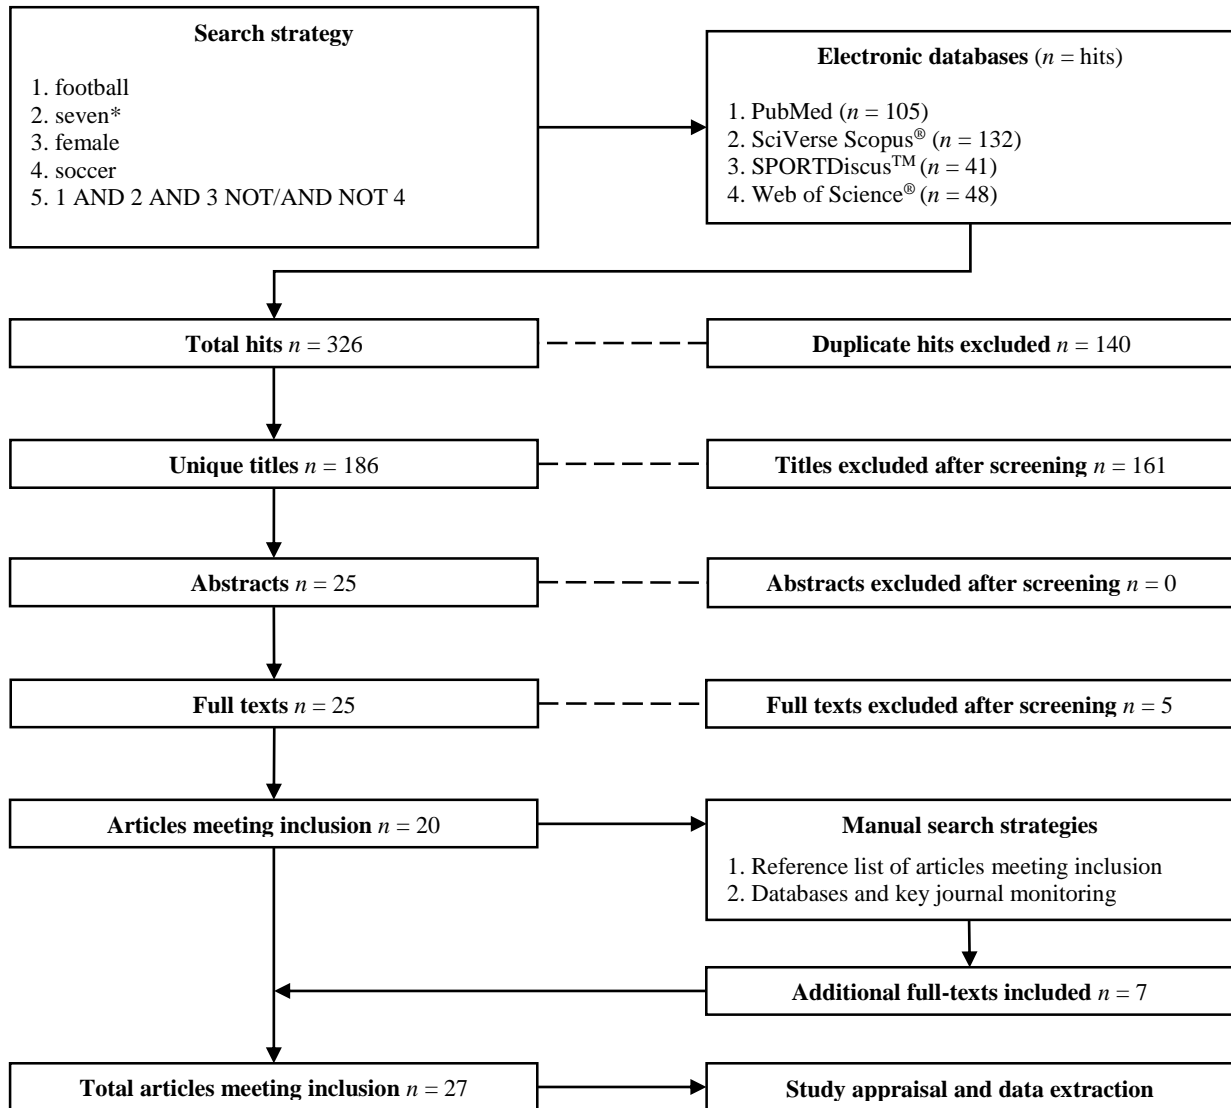 Search strategy
1. football
2. seven*
3. female
4. soccer
5. 1 AND 2 AND 3 NOT/AND NOT 4
Electronic databases (n = hits)
1. PubMed (n = 105)
2. SciVerse Scopus® (n = 132)
3. SPORTDiscus™ (n = 41)
4. Web of Science® (n = 48)
Total hits n = 326
Duplicate hits excluded n = 140
Unique titles n = 186
Titles excluded after screening n = 161
Abstracts n = 25
Abstracts excluded after screening n = 0
Full texts n = 25
Full texts excluded after screening n = 5
Articles meeting inclusion n = 20
Manual search strategies
1. Reference list of articles meeting inclusion
2. Databases and key journal monitoring
Additional full-texts included n = 7
Total articles meeting inclusion n = 27
Study appraisal and data extraction